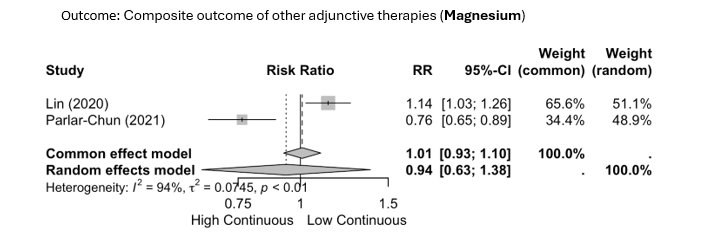 Outcome: Composite outcome of other adjunctive therapies (Magnesium)
Weight Weight
Study Risk Ratio RR 95%-CI (common) (random)
Lin (2020) 1.14 [1.03; 1.26] 65.6% 51.1%
Parlar-Chun (2021) 0.76 [0.65; 0.89] 34.4% 48.9%
Common effect model 1.01 [0.93; 1.10] 100.0% .
Random effects model 0.94 [0.63; 1.38] . 100.0%
Heterogeneity: I² = 94%, τ² = 0.0745, p < 0.01
0.75 1 1.5
High Continuous Low Continuous